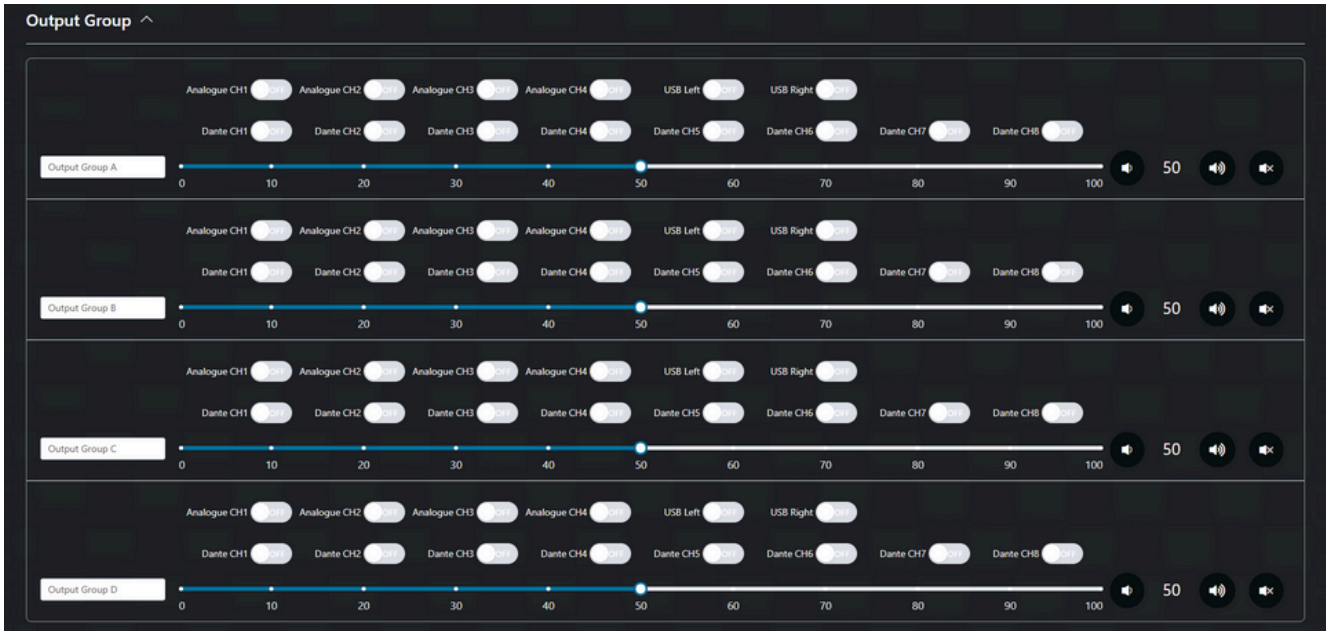 Output Group
Analogue CH1 OFF Analogue CH2 OFF Analogue CH3 OFF Analogue CH4 OFF USB Left OFF USB Right OFF
Dante CH1 OFF Dante CH2 OFF Dante CH3 OFF Dante CH4 OFF Dante CH5 OFF Dante CH6 OFF Dante CH7 OFF Dante CH8 OFF
Output Group A 50
0 10 20 30 40 50 60 70 80 90 100
Analogue CH1 OFF Analogue CH2 OFF Analogue CH3 OFF Analogue CH4 OFF USB Left OFF USB Right OFF
Dante CH1 OFF Dante CH2 OFF Dante CH3 OFF Dante CH4 OFF Dante CH5 OFF Dante CH6 OFF Dante CH7 OFF Dante CH8 OFF
Output Group B 50
0 10 20 30 40 50 60 70 80 90 100
Analogue CH1 OFF Analogue CH2 OFF Analogue CH3 OFF Analogue CH4 OFF USB Left OFF USB Right OFF
Dante CH1 OFF Dante CH2 OFF Dante CH3 OFF Dante CH4 OFF Dante CH5 OFF Dante CH6 OFF Dante CH7 OFF Dante CH8 OFF
Output Group C 50
0 10 20 30 40 50 60 70 80 90 100
Analogue CH1 OFF Analogue CH2 OFF Analogue CH3 OFF Analogue CH4 OFF USB Left OFF USB Right OFF
Dante CH1 OFF Dante CH2 OFF Dante CH3 OFF Dante CH4 OFF Dante CH5 OFF Dante CH6 OFF Dante CH7 OFF Dante CH8 OFF
Output Group D 50
0 10 20 30 40 50 60 70 80 90 100